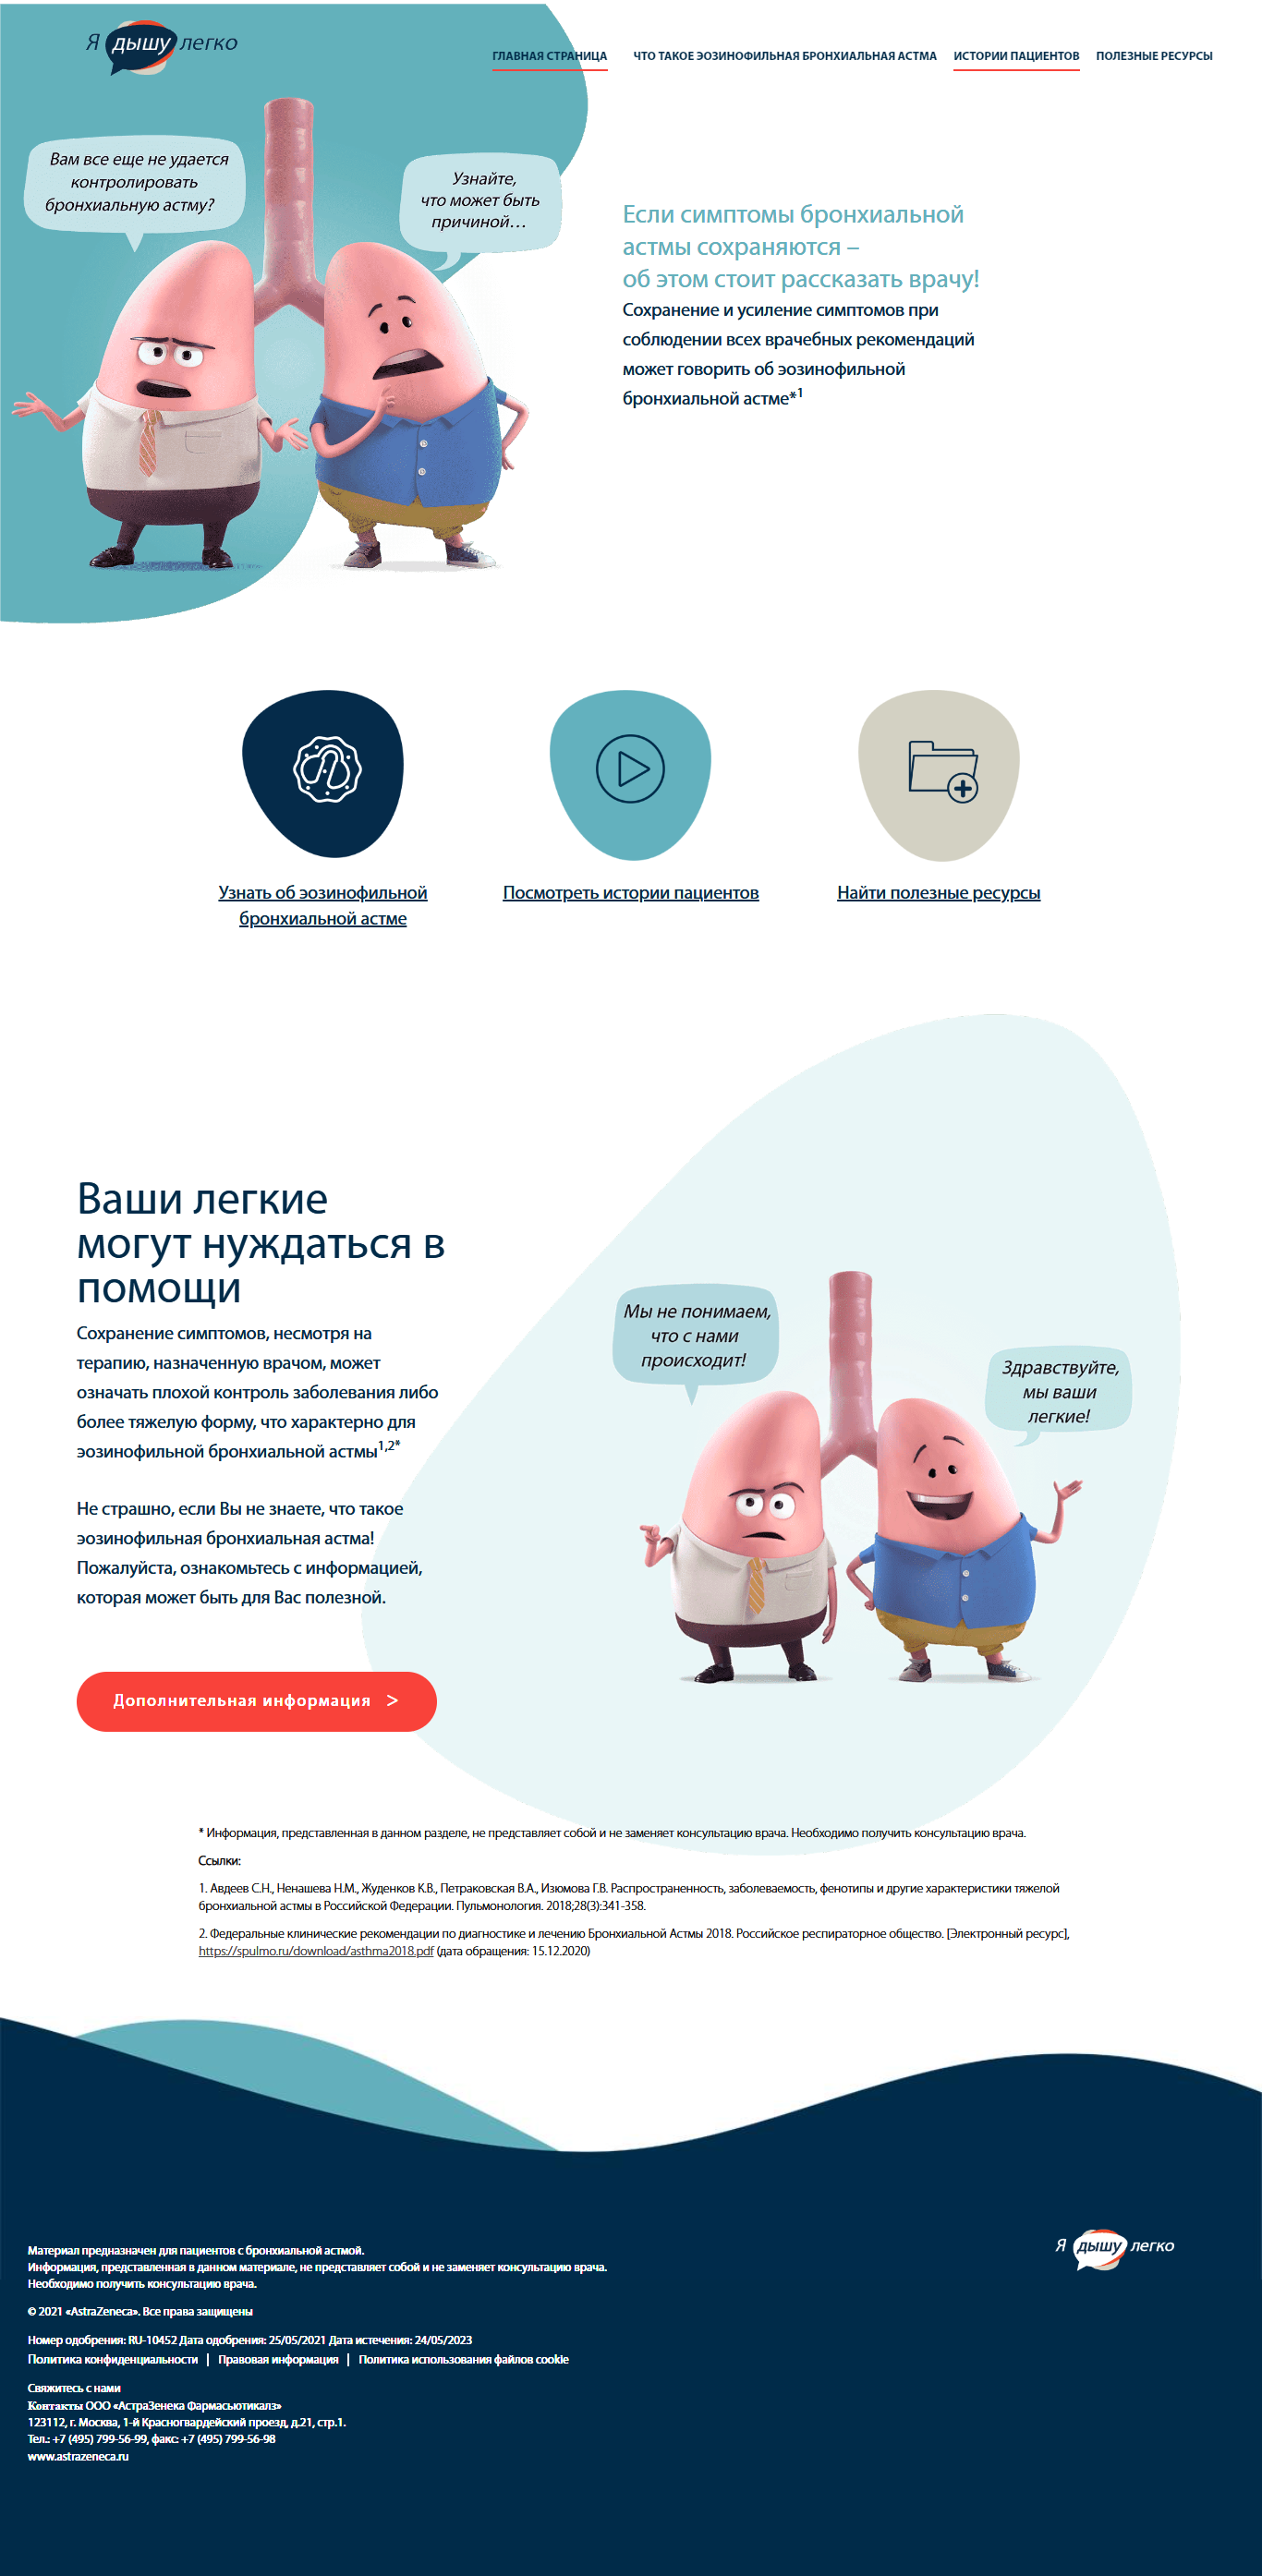 Я дышу легко
ГЛАВНАЯ СТРАНИЦА ЧТО ТАКОЕ ЭОЗИНОФИЛЬНАЯ БРОНХИАЛЬНАЯ АСТМА ИСТОРИИ ПАЦИЕНТОВ ПОЛЕЗНЫЕ РЕСУРСЫ
Вам все еще не удается
контролировать
бронхиальную астму?
Узнайте,
что может быть
причиной…
Если симптомы бронхиальной
астмы сохраняются –
об этом стоит рассказать врачу!
Сохранение и усиление симптомов при
соблюдении всех врачебных рекомендаций
может говорить об эозинофильной
бронхиальной астме*1
Узнать об эозинофильной
бронхиальной астме
Посмотреть истории пациентов
Найти полезные ресурсы
Ваши легкие
могут нуждаться в
помощи
Сохранение симптомов, несмотря на
терапию, назначенную врачом, может
означать плохой контроль заболевания либо
более тяжелую форму, что характерно для
эозинофильной бронхиальной астмы1,2*
Не страшно, если Вы не знаете, что такое
эозинофильная бронхиальная астма!
Пожалуйста, ознакомьтесь с информацией,
которая может быть для Вас полезной.
Мы не понимаем,
что с нами
происходит!
Здравствуйте,
мы ваши
легкие!
Дополнительная информация >
* Информация, представленная в данном разделе, не представляет собой и не заменяет консультацию врача. Необходимо получить консультацию врача.
Ссылки:
1. Авдеев С.Н., Ненашева Н.М., Жуденков К.В., Петраковская В.А., Изюмова Г.В. Распространенность, заболеваемость, фенотипы и другие характеристики тяжелой
бронхиальной астмы в Российской Федерации. Пульмонология. 2018;28(3):341-358.
2. Федеральные клинические рекомендации по диагностике и лечению Бронхиальной Астмы 2018. Российское респираторное общество. [Электронный ресурс],
https://spulmo.ru/download/asthma2018.pdf (дата обращения: 15.12.2020)
Я дышу легко
Материал предназначен для пациентов с бронхиальной астмой.
Информация, представленная в данном материале, не представляет собой и не заменяет консультацию врача.
Необходимо получить консультацию врача.
© 2021 «AstraZeneca». Все права защищены
Номер одобрения: RU-10452 Дата одобрения: 25/05/2021 Дата истечения: 24/05/2023
Политика конфиденциальности | Правовая информация | Политика использования файлов cookie
Свяжитесь с нами
Контакты ООО «АстраЗенека Фармасьютикалз»
123112, г. Москва, 1-й Красногвардейский проезд, д.21, стр.1.
Тел.: +7 (495) 799-56-99, факс: +7 (495) 799-56-98
www.astrazeneca.ru